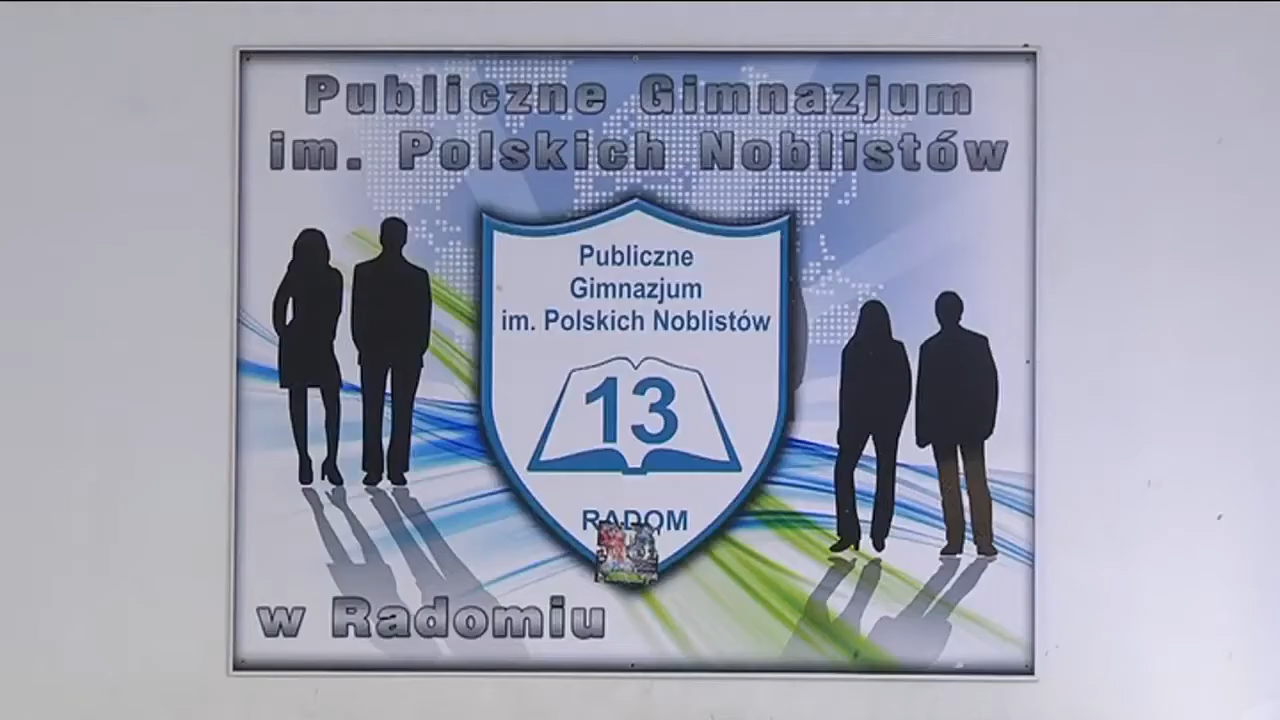 Publiczne Gimnazjum
im. Polskich Noblistów
Publiczne
Gimnazjum
im. Polskich Noblistów
13
RADOM
w Radomiu